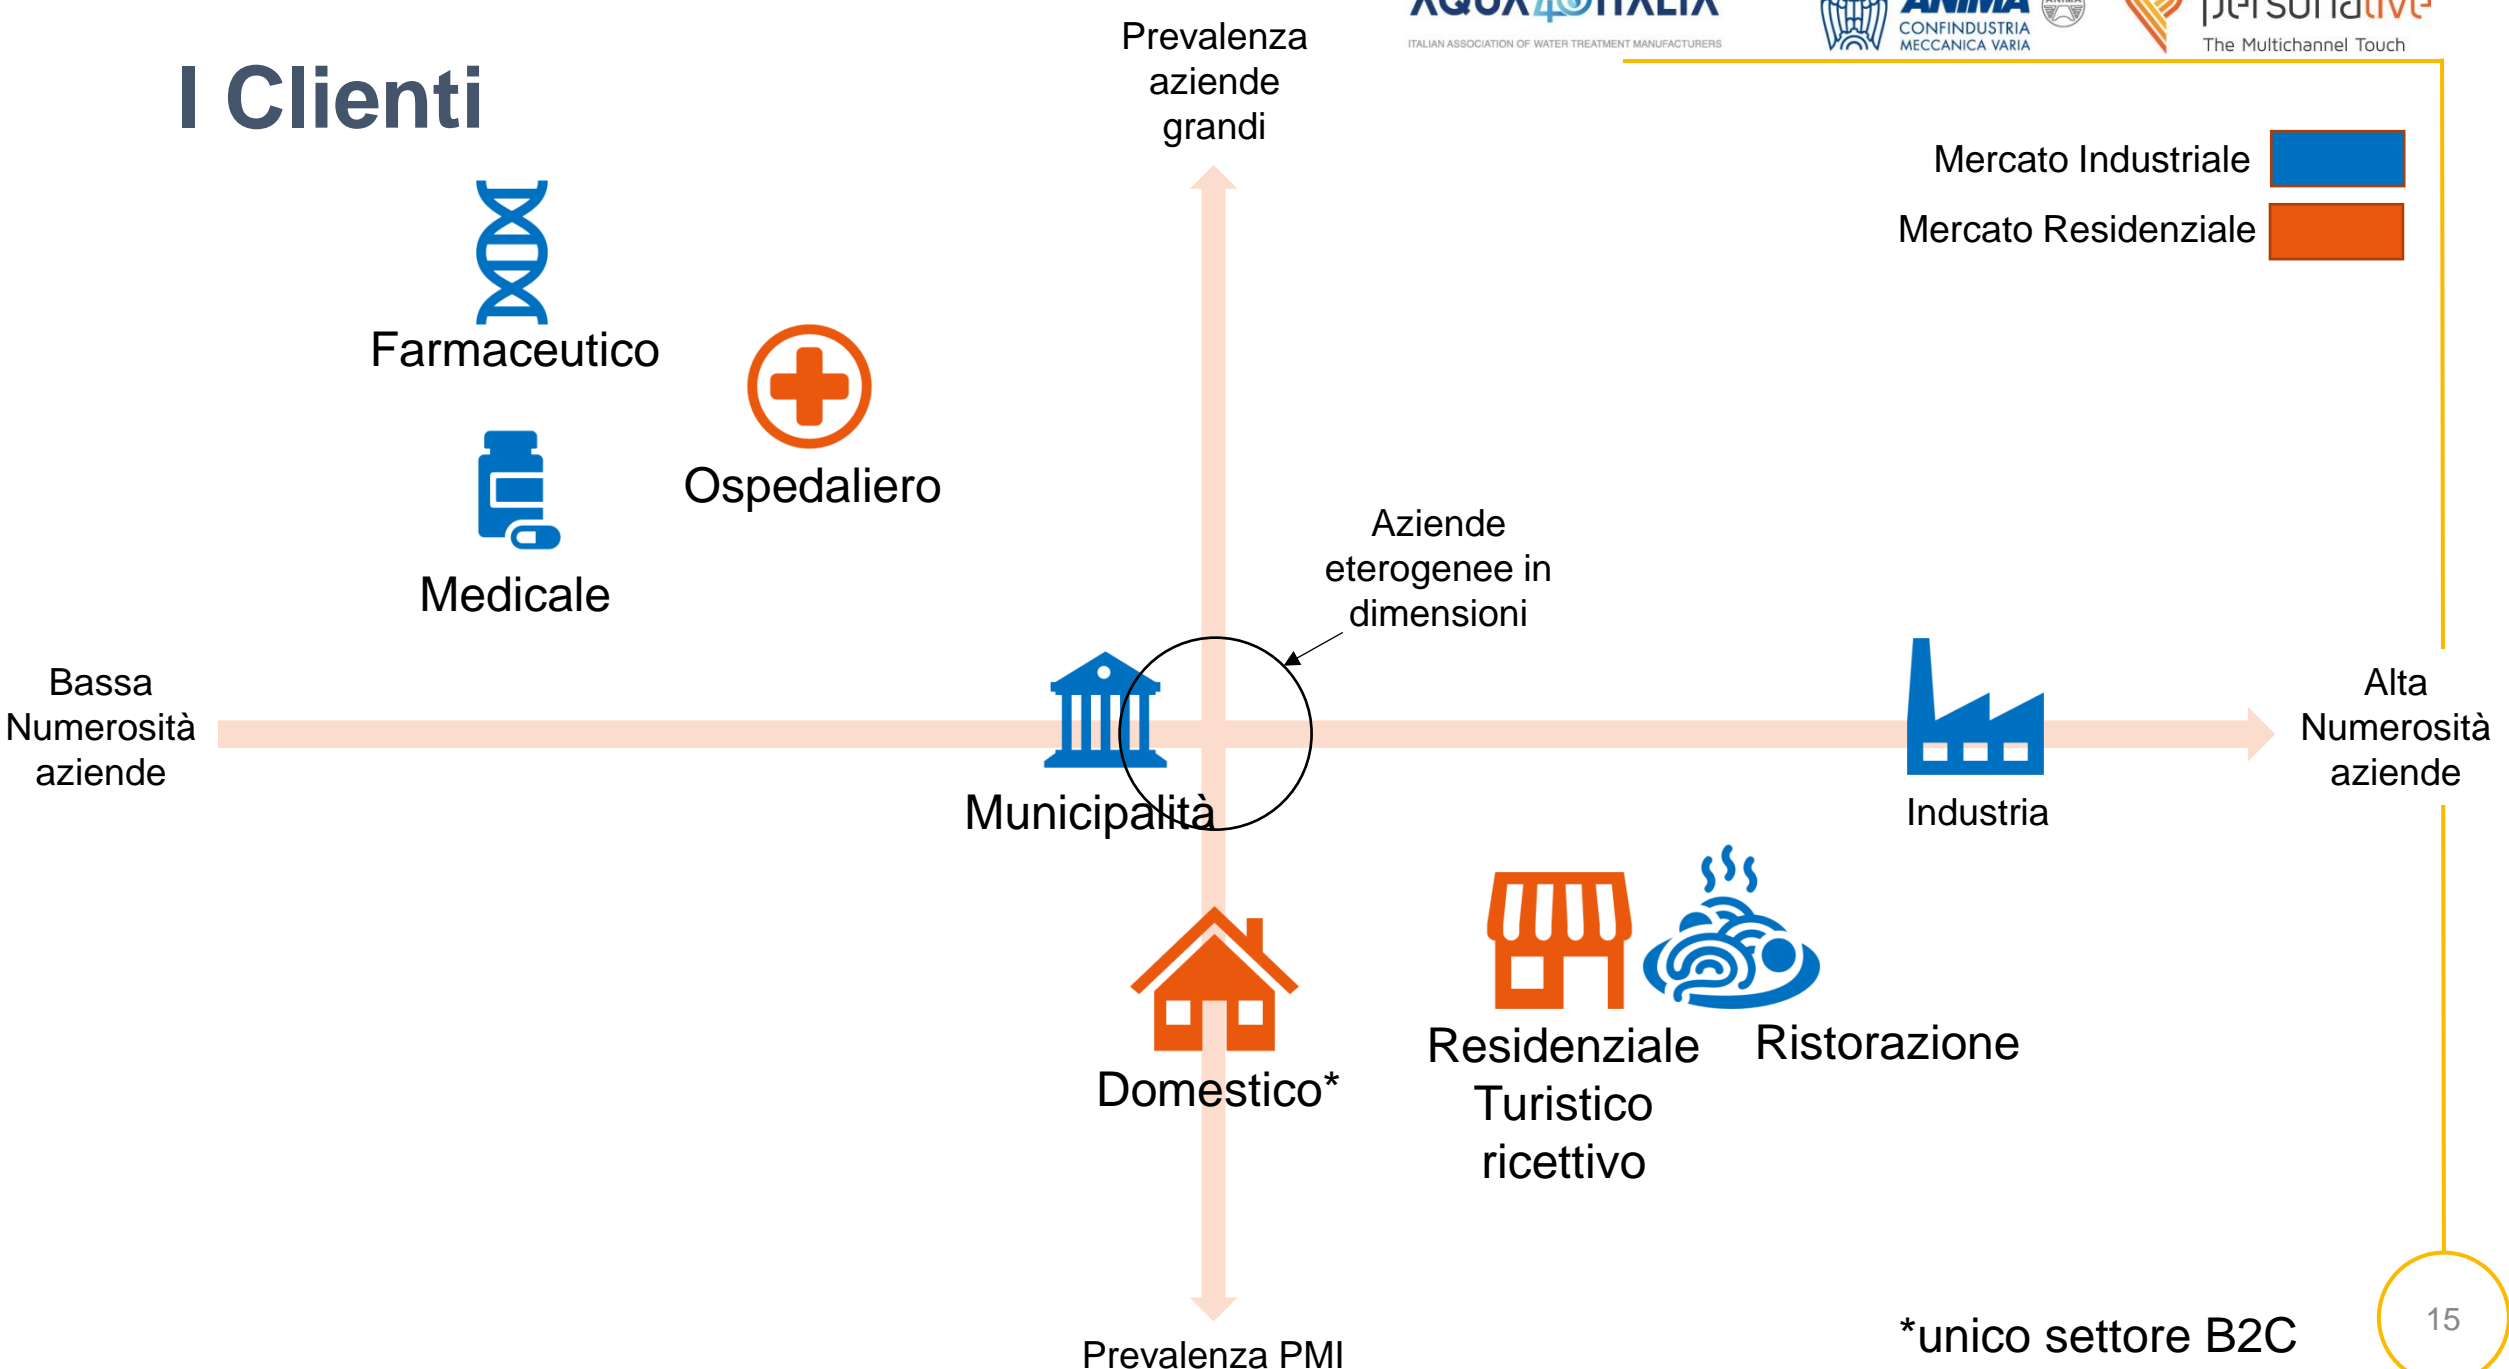 ITALIAN ASSOCIATION OF WATER TREATMENT MANUFACTURERS
ANIMA
CONFINDUSTRIA
MECCANICA VARIA
personative
The Multichannel Touch
I Clienti
Prevalenza
aziende
grandi
Mercato Industriale
Mercato Residenziale
Farmaceutico
Ospedaliero
Medicale
Aziende
eterogenee in
dimensioni
Bassa
Numerosità
aziende
Alta
Numerosità
aziende
Municipalità
Industria
Domestico*
Residenziale
Turistico
ricettivo
Ristorazione
Prevalenza PMI
*unico settore B2C
15